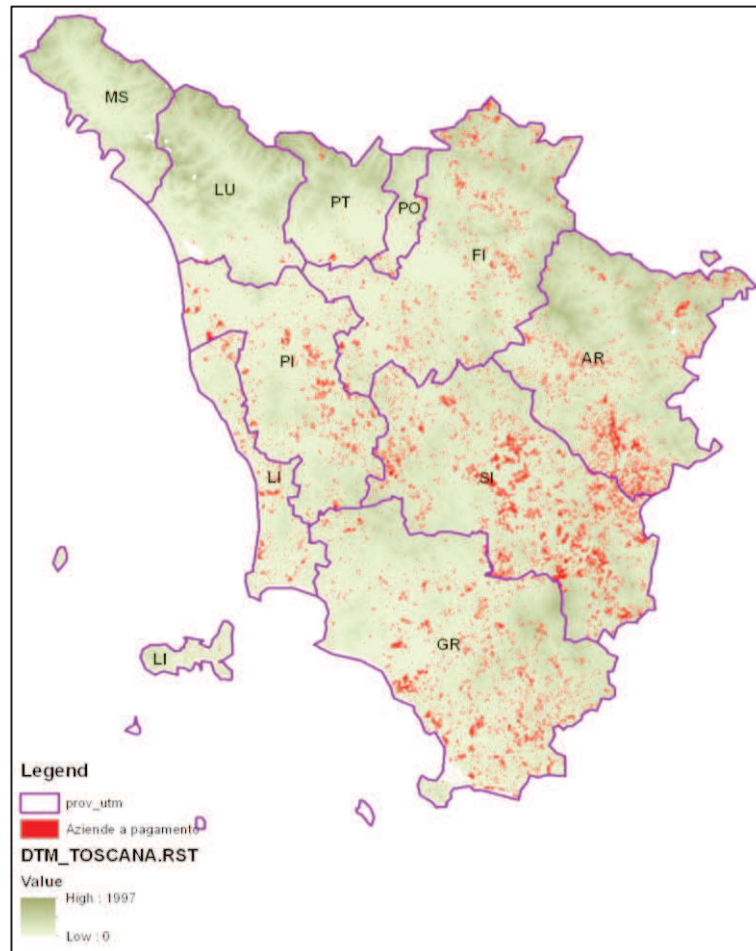 MS
LU
PT
PO
FI
AR
PI
LI
SI
GR
LI
Legend
prov_utm
Aziende a pagamento
DTM_TOSCANA.RST
Value
High : 1997
Low : 0